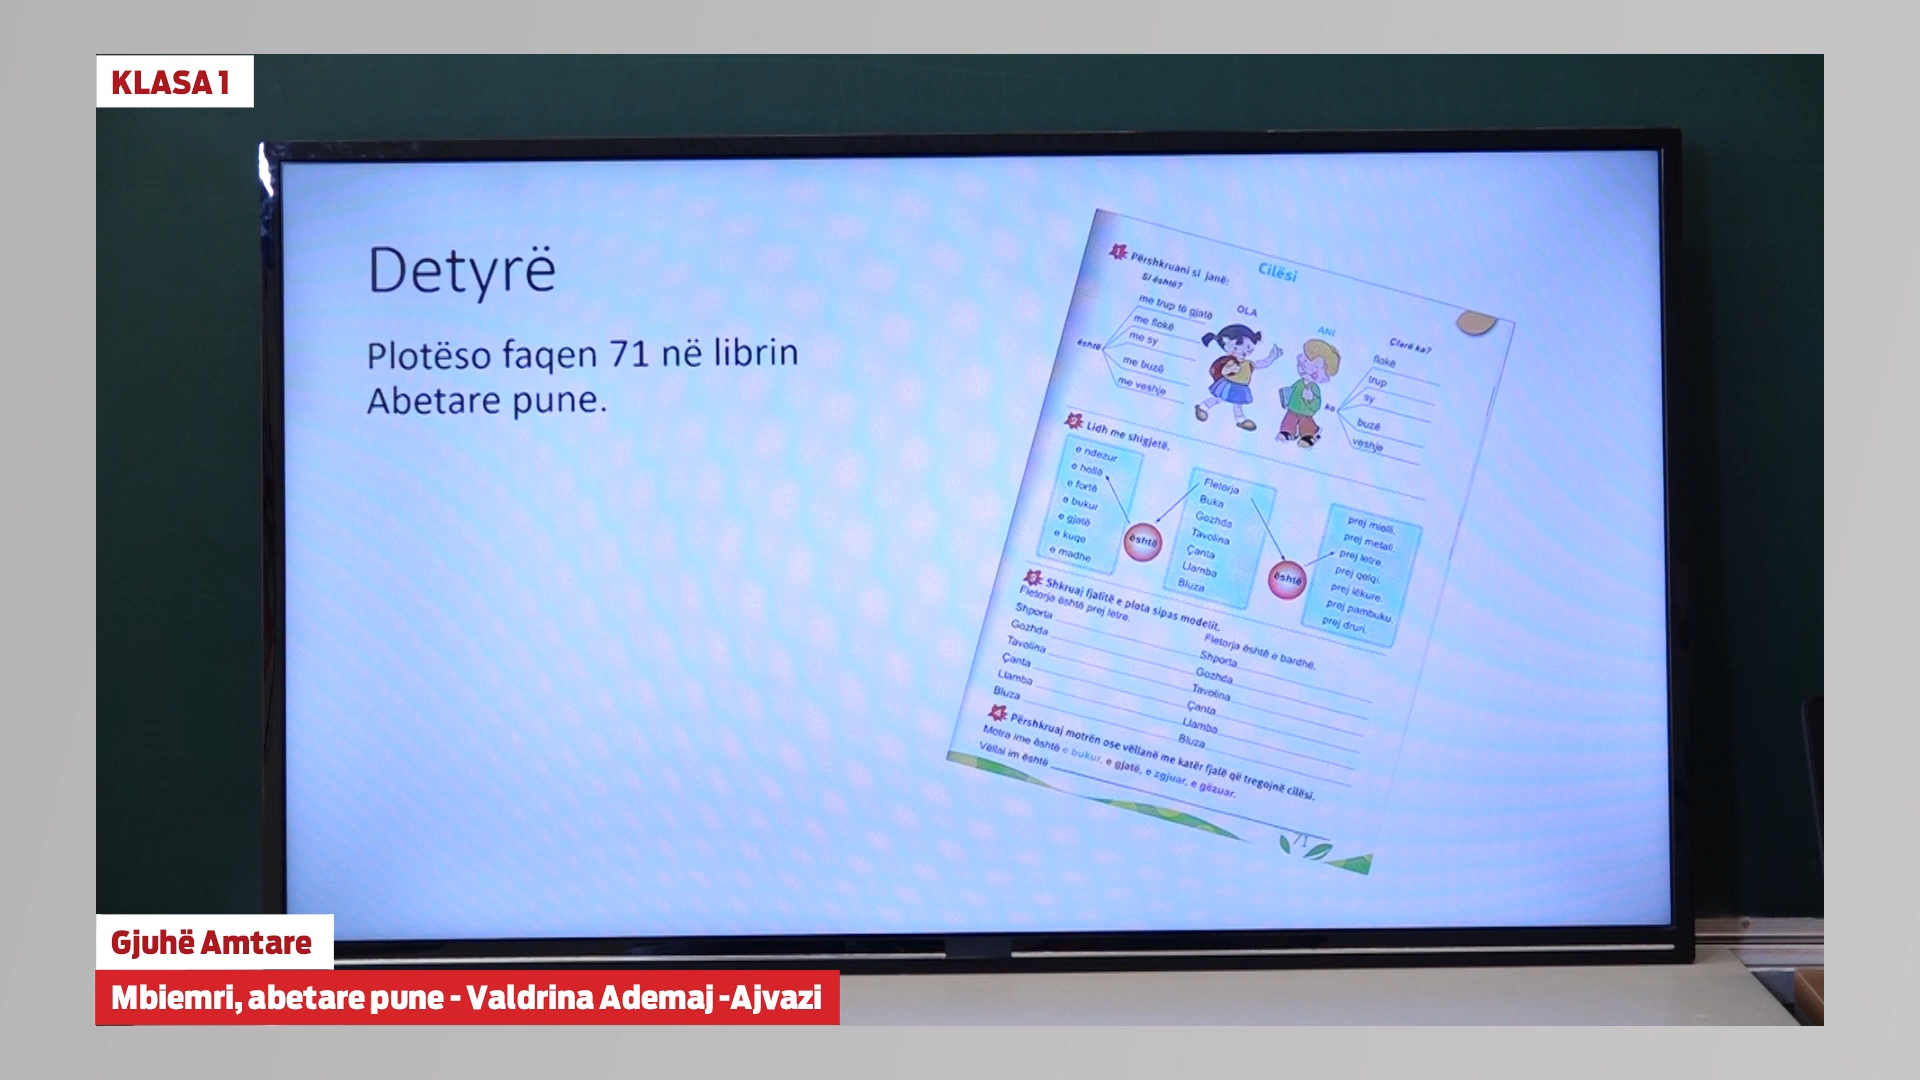 KLASA 1
Detyrë
Plotëso faqen 71 në librin
Abetare pune.
Cilësi
1 Përshkruani si janë:
Si është?
OLA
ANI
Çfarë ka?
është
me trup të gjatë
me flokë
me sy
me buzë
me veshje
ka
flokë
trup
sy
buzë
veshje
2 Lidh me shigjetë.
e ndezur
e hollë
e fortë
e bukur
e gjatë
e kuqe
e madhe
është
Fletorja
Buka
Gozhda
Tavolina
Çanta
Llamba
Bluza
është
prej mielli.
prej metali.
prej letre.
prej qelqi.
prej lëkure.
prej pambuku.
prej druri.
3 Shkruaj fjalitë e plota sipas modelit.
Fletorja është prej letre.
Shporta
Gozhda
Tavolina
Çanta
Llamba
Bluza
Fletorja është e bardhë.
Shporta
Gozhda
Tavolina
Çanta
Llamba
Bluza
4 Përshkruaj motrën ose vëllanë me katër fjalë që tregojnë cilësi.
Motra ime është e bukur, e gjatë, e zgjuar, e gëzuar.
Vëllai im është
71
Gjuhë Amtare
Mbiemri, abetare pune - Valdrina Ademaj -Ajvazi